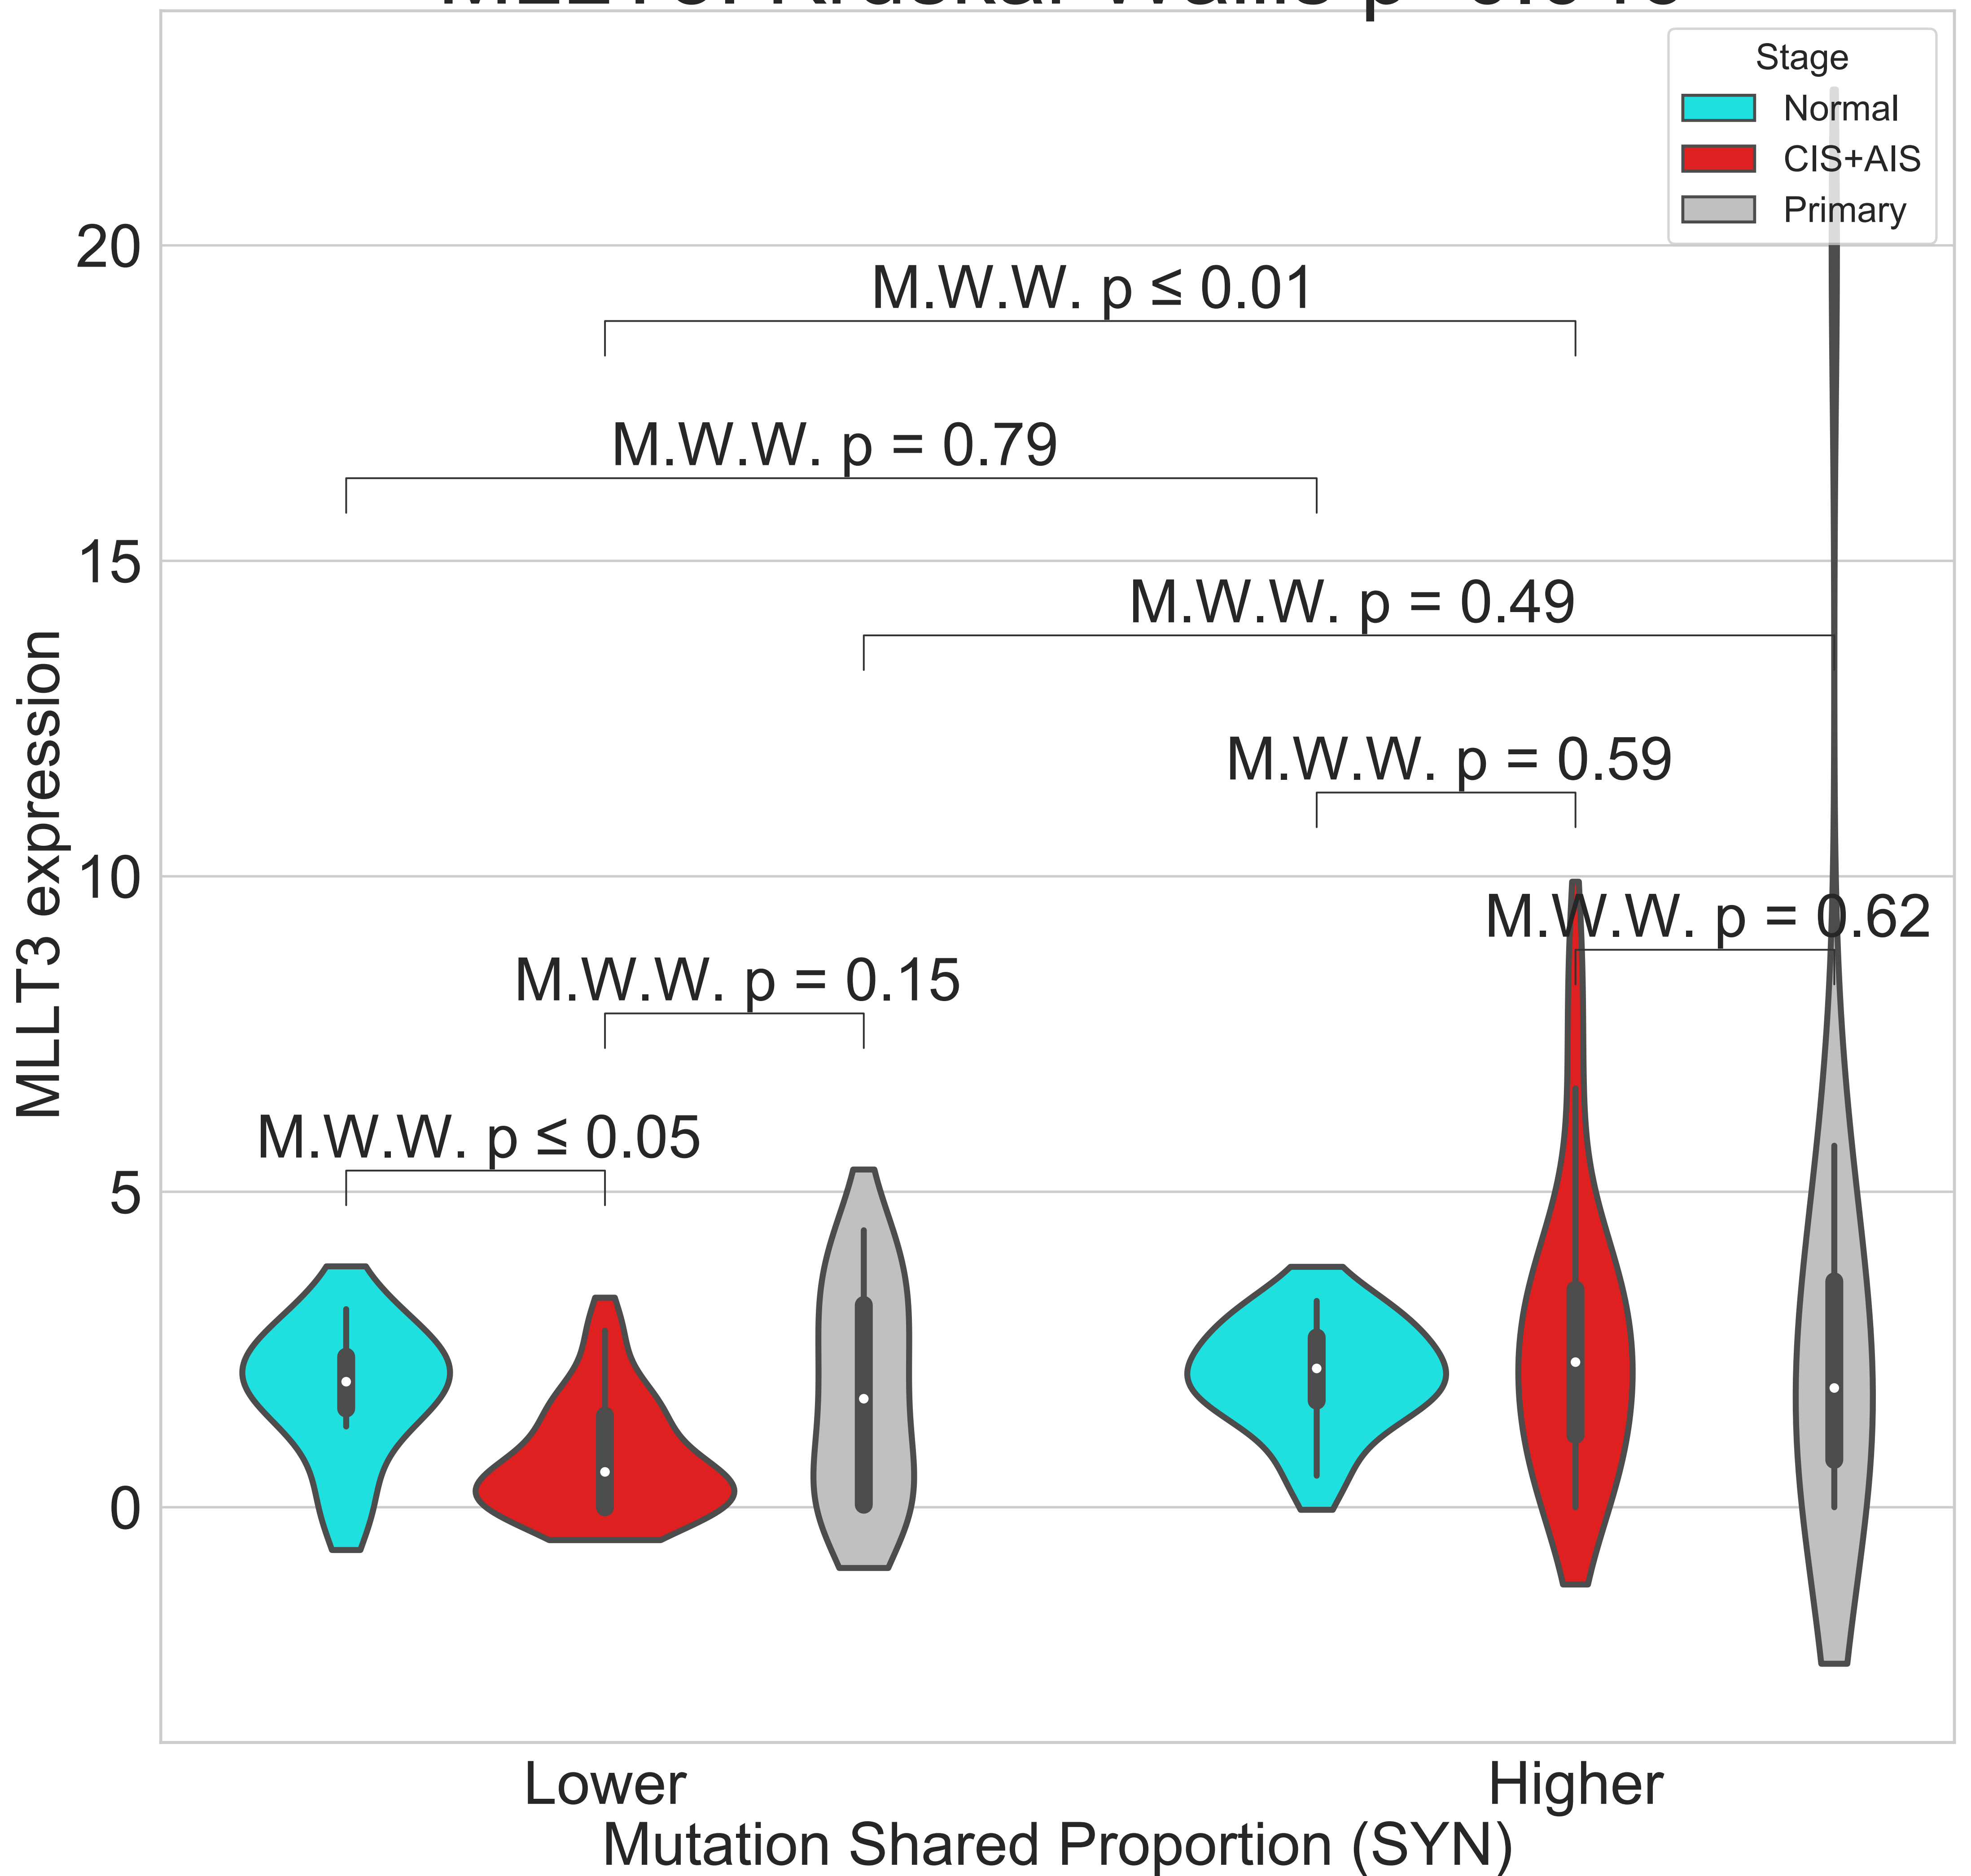 Stage
Normal
CIS+AIS
Primary
20
15
10
5
0
MLLT3 expression
M.W.W. p ≤ 0.01
M.W.W. p = 0.79
M.W.W. p = 0.49
M.W.W. p = 0.59
M.W.W. p = 0.62
M.W.W. p = 0.15
M.W.W. p ≤ 0.05
Lower
Higher
Mutation Shared Proportion (SYN)